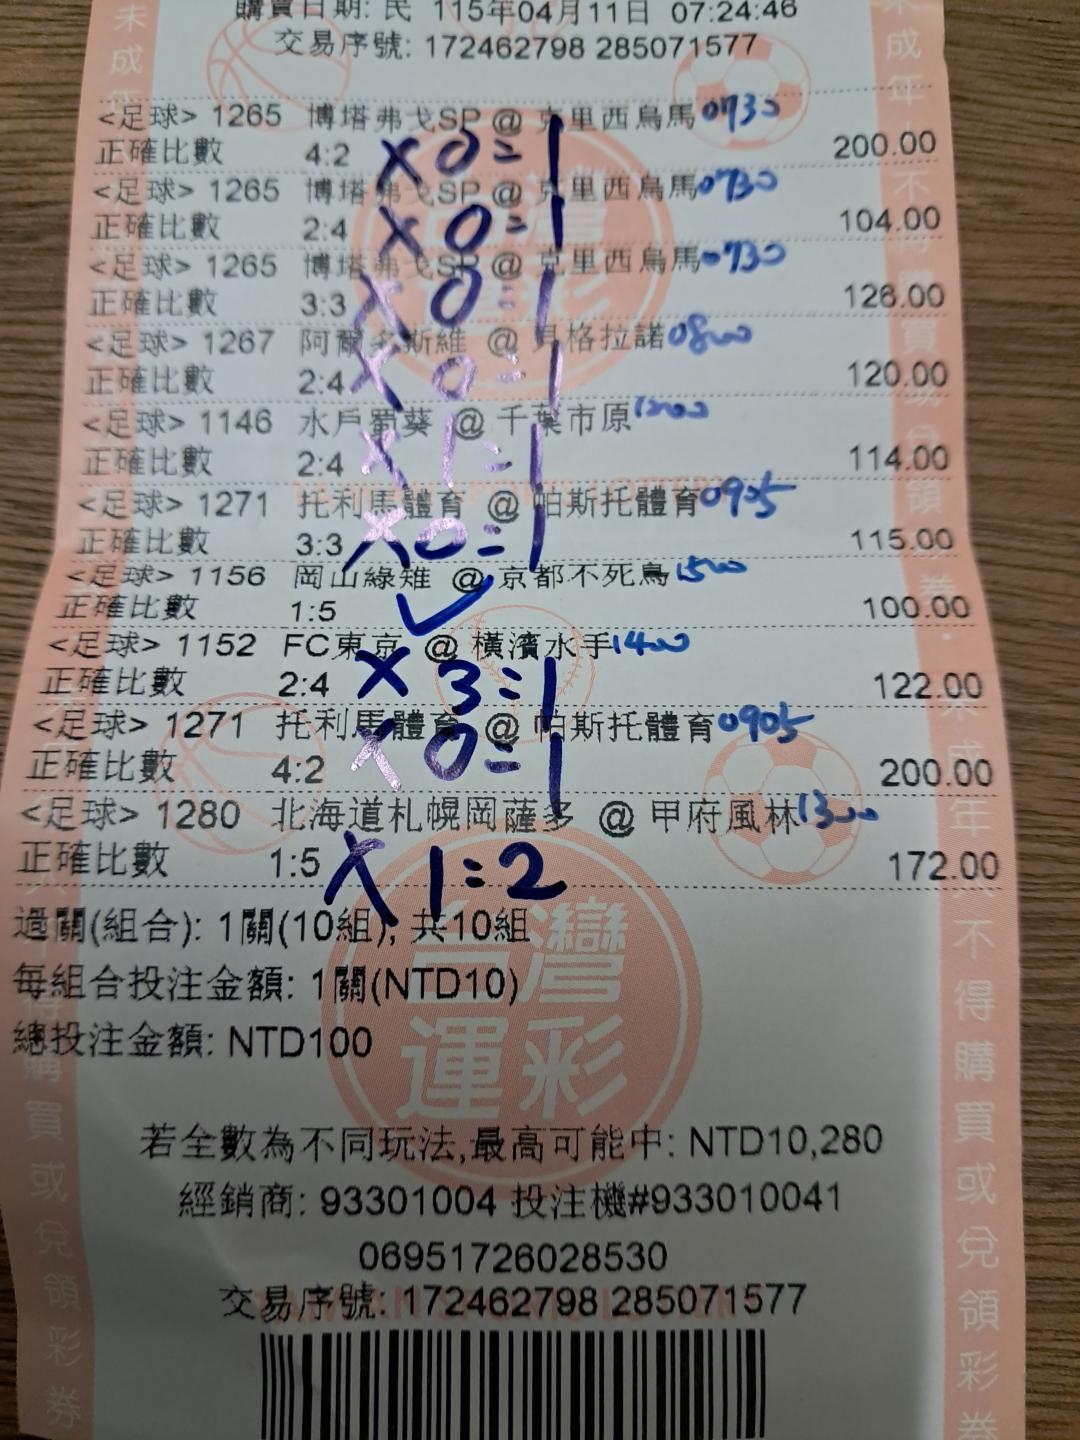 購買日期: 民 115年04月11日 07:24:46
交易序號: 172462798 285071577
<足球> 1265 博塔弗戈SP @ 克里西烏馬 0730
正確比數 4:2 X 0=1 200.00
<足球> 1265 博塔弗戈SP @ 克里西烏馬 0730
正確比數 2:4 X 0=1 104.00
<足球> 1265 博塔弗戈SP @ 克里西烏馬 0730
正確比數 3:3 X 0=1 126.00
<足球> 1267 阿爾多斯維 @ 貝格拉諾 0800
正確比數 2:4 X 0=1 120.00
<足球> 1146 水戶蜀葵 @ 千葉市原 1200
正確比數 2:4 X 1=1 114.00
<足球> 1271 托利馬體育 @ 帕斯托體育 0905
正確比數 3:3 X 0=1 115.00
<足球> 1156 岡山綠雉 @ 京都不死鳥 1500
正確比數 1:5 ✓ 100.00
<足球> 1152 FC東京 @ 橫濱水手 1400
正確比數 2:4 X 3=1 122.00
<足球> 1271 托利馬體育 @ 帕斯托體育 0905
正確比數 4:2 X 0=1 200.00
<足球> 1280 北海道札幌岡薩多 @ 甲府風林 1300
正確比數 1:5 X 1=2 172.00
過關(組合): 1關(10組), 共10組
每組合投注金額: 1關(NTD10)
總投注金額: NTD100
台灣
運彩
若全數為不同玩法,最高可能中: NTD10,280
經銷商: 93301004 投注機#933010041
06951726028530
交易序號: 172462798 285071577